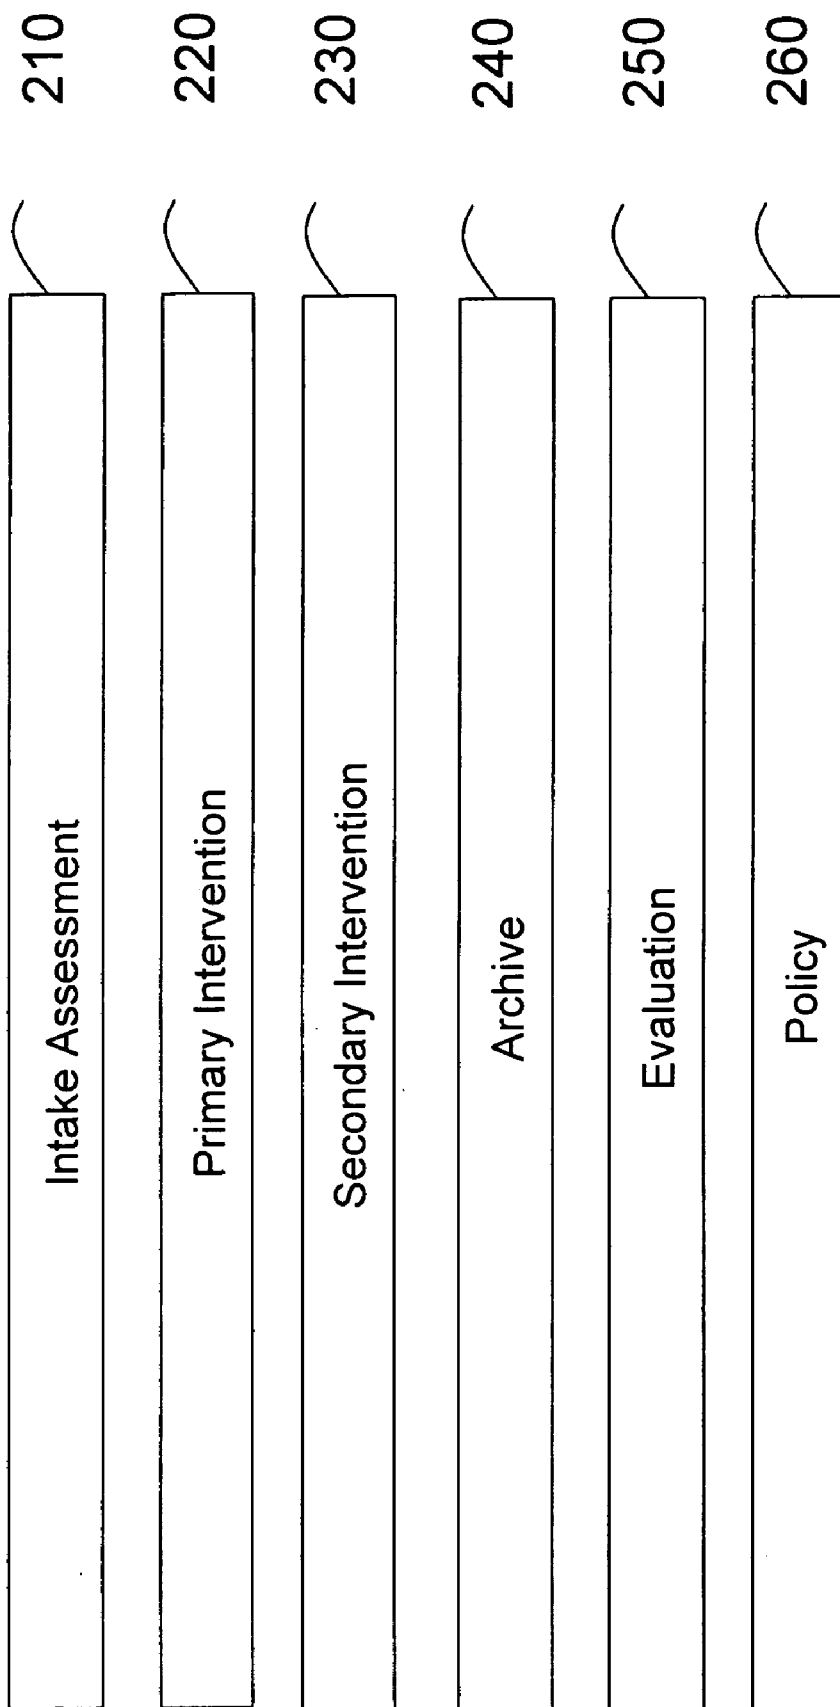 210
Intake Assessment
220
Primary Intervention
230
Secondary Intervention
240
Archive
250
Evaluation
260
Policy